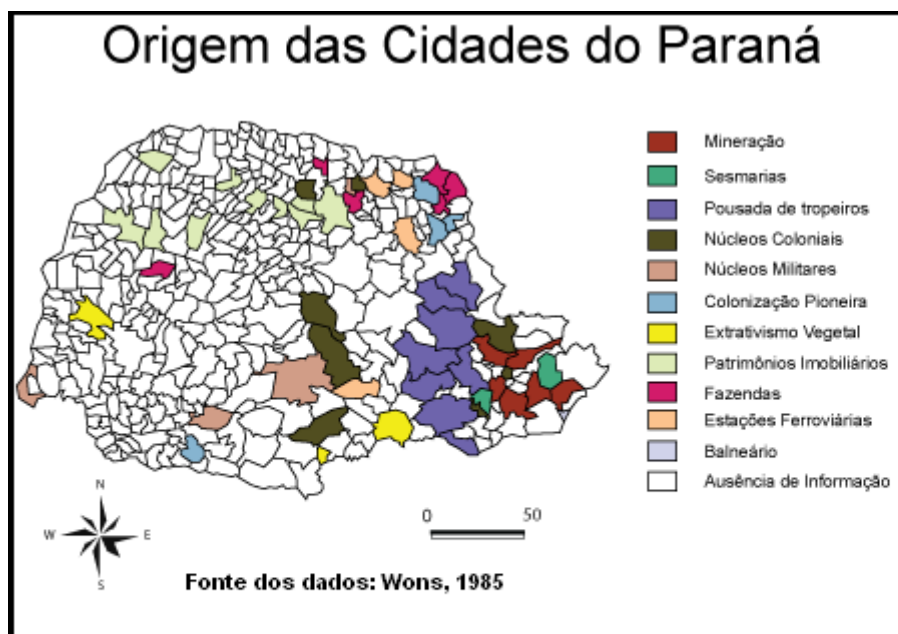 Origem das Cidades do Paraná
Mineração
Sesmarias
Pousada de tropeiros
Núcleos Coloniais
Núcleos Militares
Colonização Pioneira
Extrativismo Vegetal
Patrimônios Imobiliários
Fazendas
Estações Ferroviárias
Balneário
Ausência de Informação
N
W E
S
0 50
Fonte dos dados: Wons, 1985